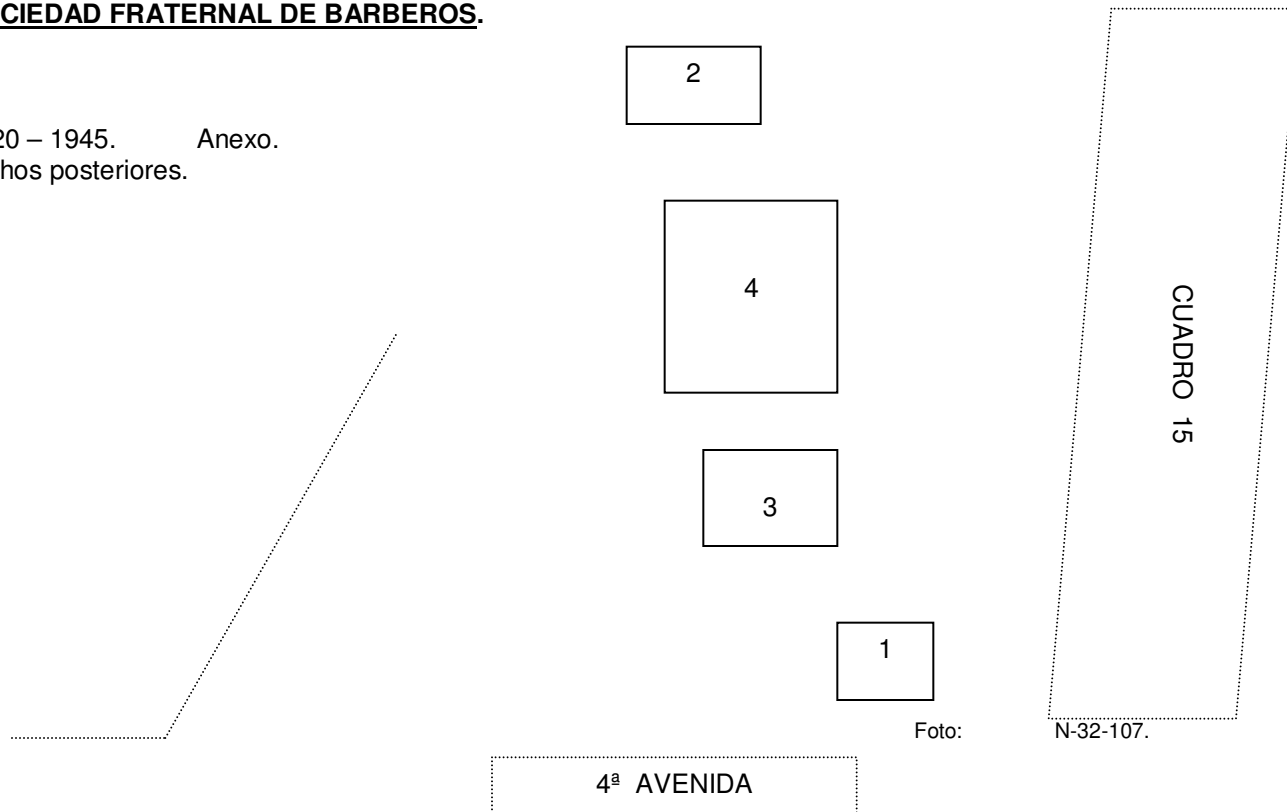 CIEDAD FRATERNAL DE BARBEROS.
2
20 – 1945. Anexo.
hos posteriores.
4
CUADRO 15
3
1
Foto: N-32-107.
4ª AVENIDA